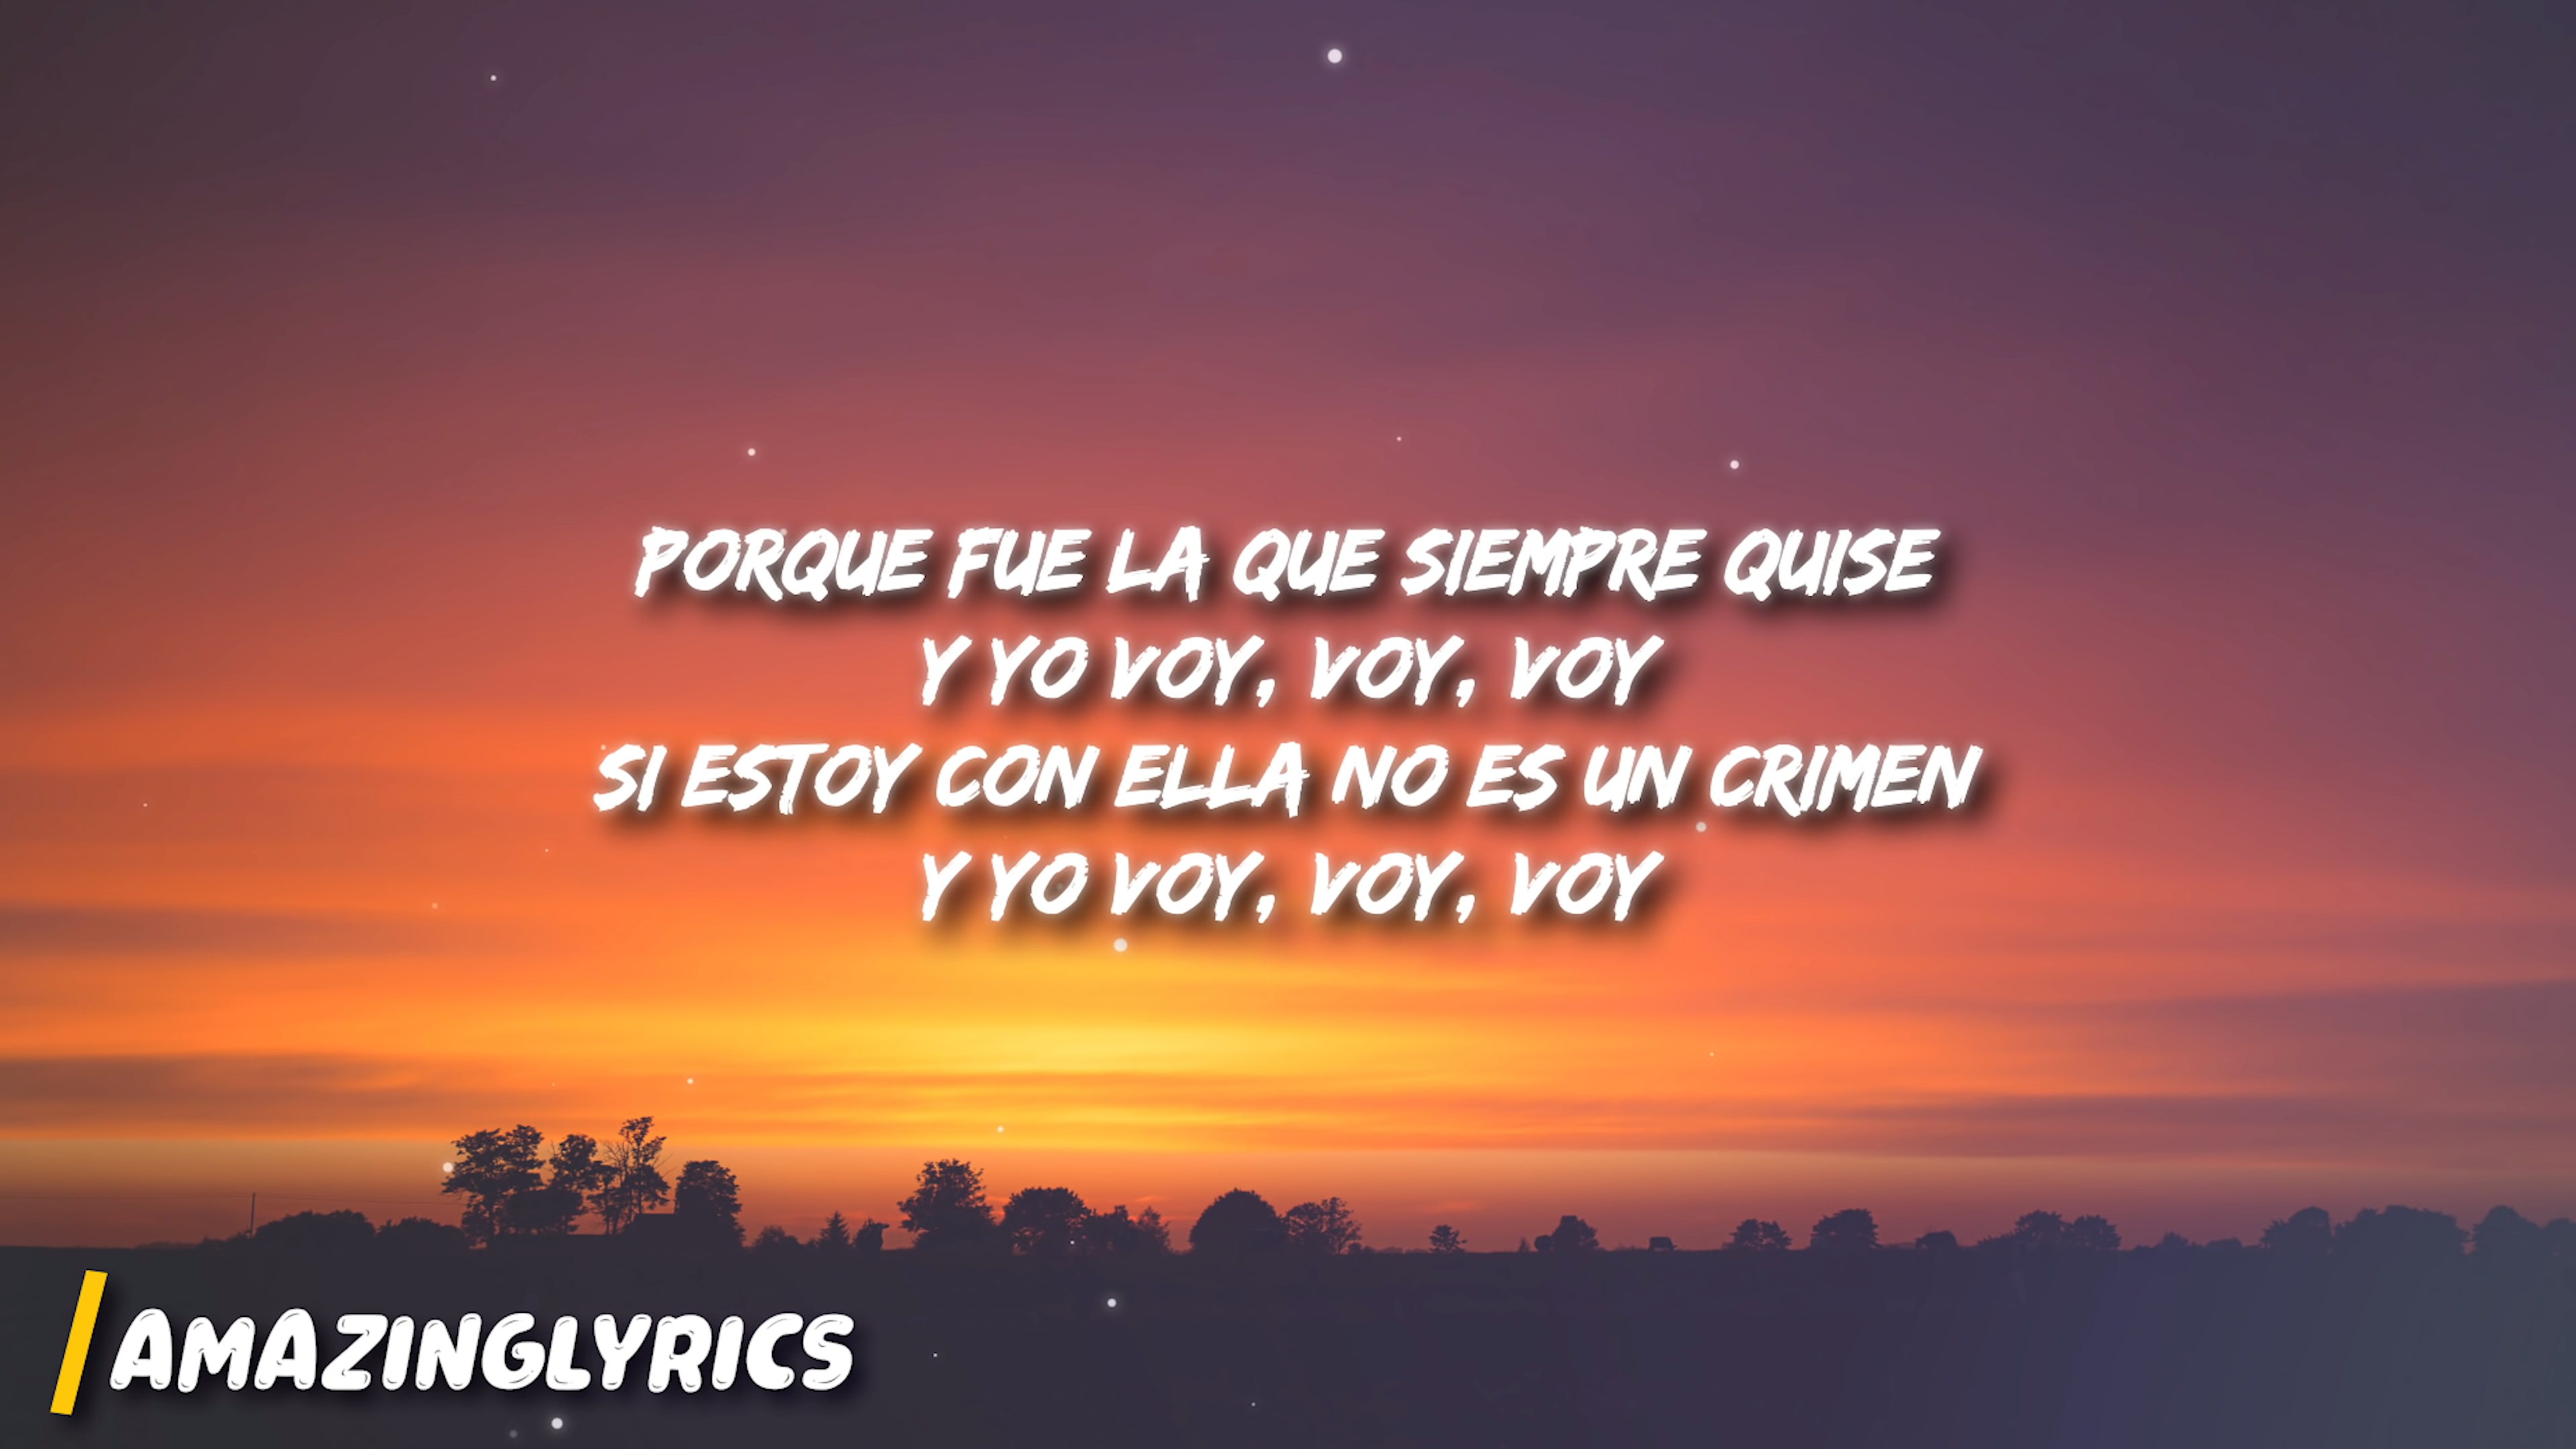 PORQUE FUE LA QUE SIEMPRE QUISE
Y YO VOY, VOY, VOY
SI ESTOY CON ELLA NO ES UN CRIMEN
Y YO VOY, VOY, VOY
AMAZINGLYRICS